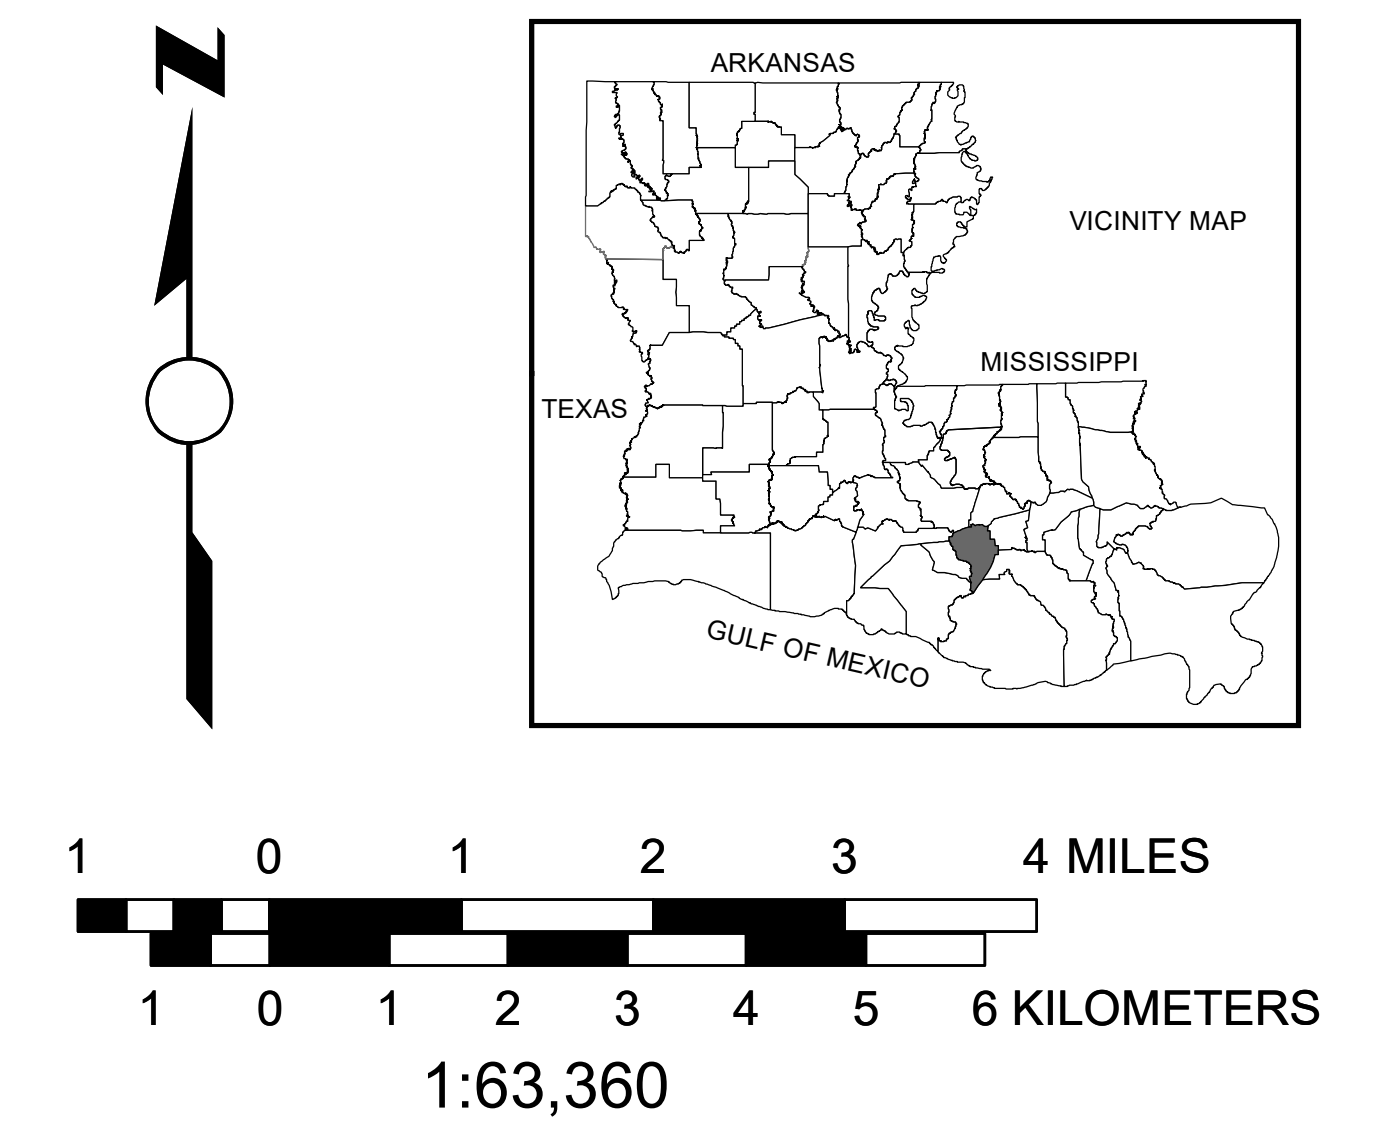 N
ARKANSAS
VICINITY MAP
MISSISSIPPI
TEXAS
GULF OF MEXICO
1 0 1 2 3 4 MILES
1 0 1 2 3 4 5 6 KILOMETERS
1:63,360